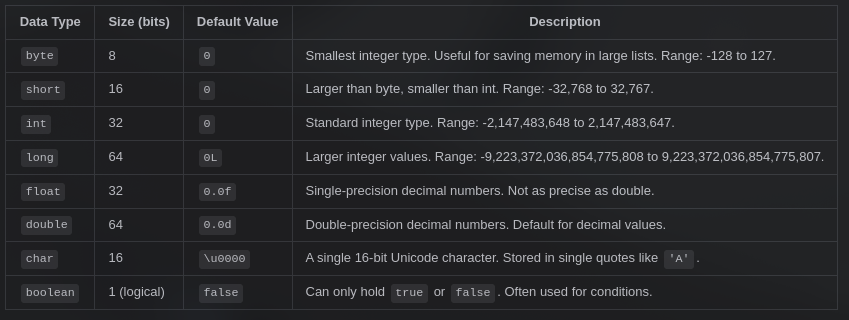 Data Type Size (bits) Default Value Description
byte 8 0 Smallest integer type. Useful for saving memory in large lists. Range: -128 to 127.
short 16 0 Larger than byte, smaller than int. Range: -32,768 to 32,767.
int 32 0 Standard integer type. Range: -2,147,483,648 to 2,147,483,647.
long 64 0L Larger integer values. Range: -9,223,372,036,854,775,808 to 9,223,372,036,854,775,807.
float 32 0.0f Single-precision decimal numbers. Not as precise as double.
double 64 0.0d Double-precision decimal numbers. Default for decimal values.
char 16 \u0000 A single 16-bit Unicode character. Stored in single quotes like 'A'.
boolean 1 (logical) false Can only hold true or false. Often used for conditions.